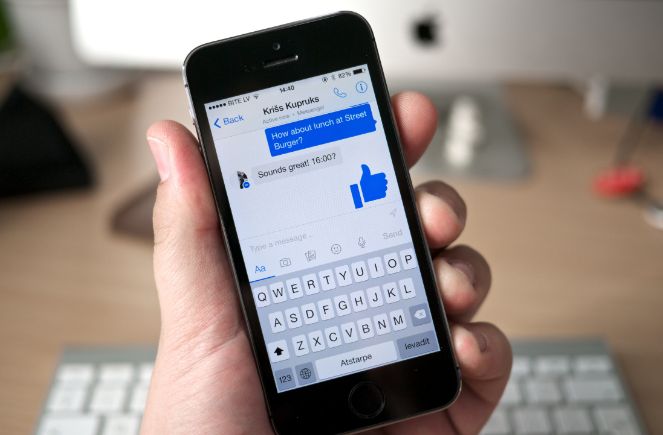 BITE LV 14:40 82%
Back Krišs Kupruks
Active now • Messenger
How about lunch at Street
Burger?
Sounds great! 16:00?
Type a message...
Aa Send
Q W E R T Y U I O P
A S D F G H J K L
Z X C V B N M
123 Atstarpe Ievadīt